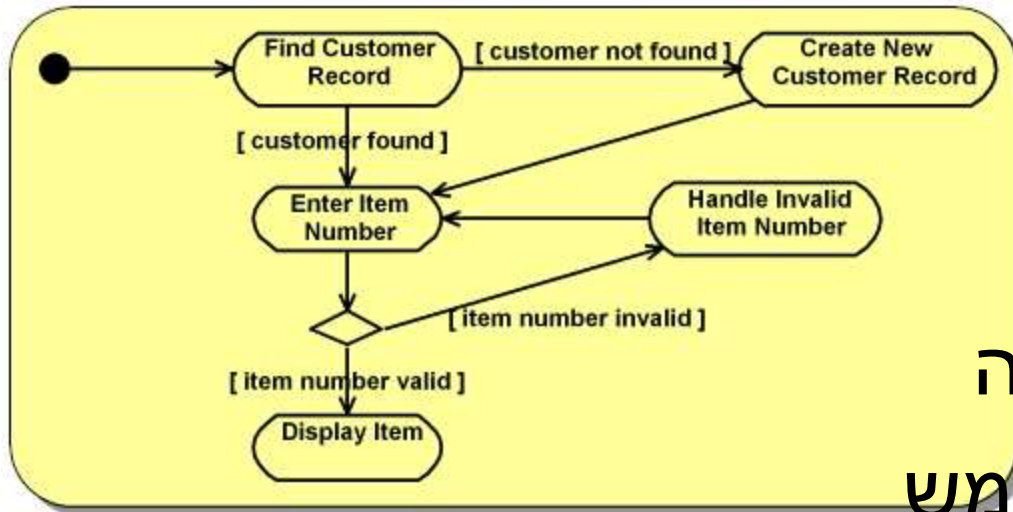 Find Customer
Record
[ customer not found ]
Create New
Customer Record
[ customer found ]
Enter Item
Number
Handle Invalid
Item Number
[ item number invalid ]
[ item number valid ]
Display Item